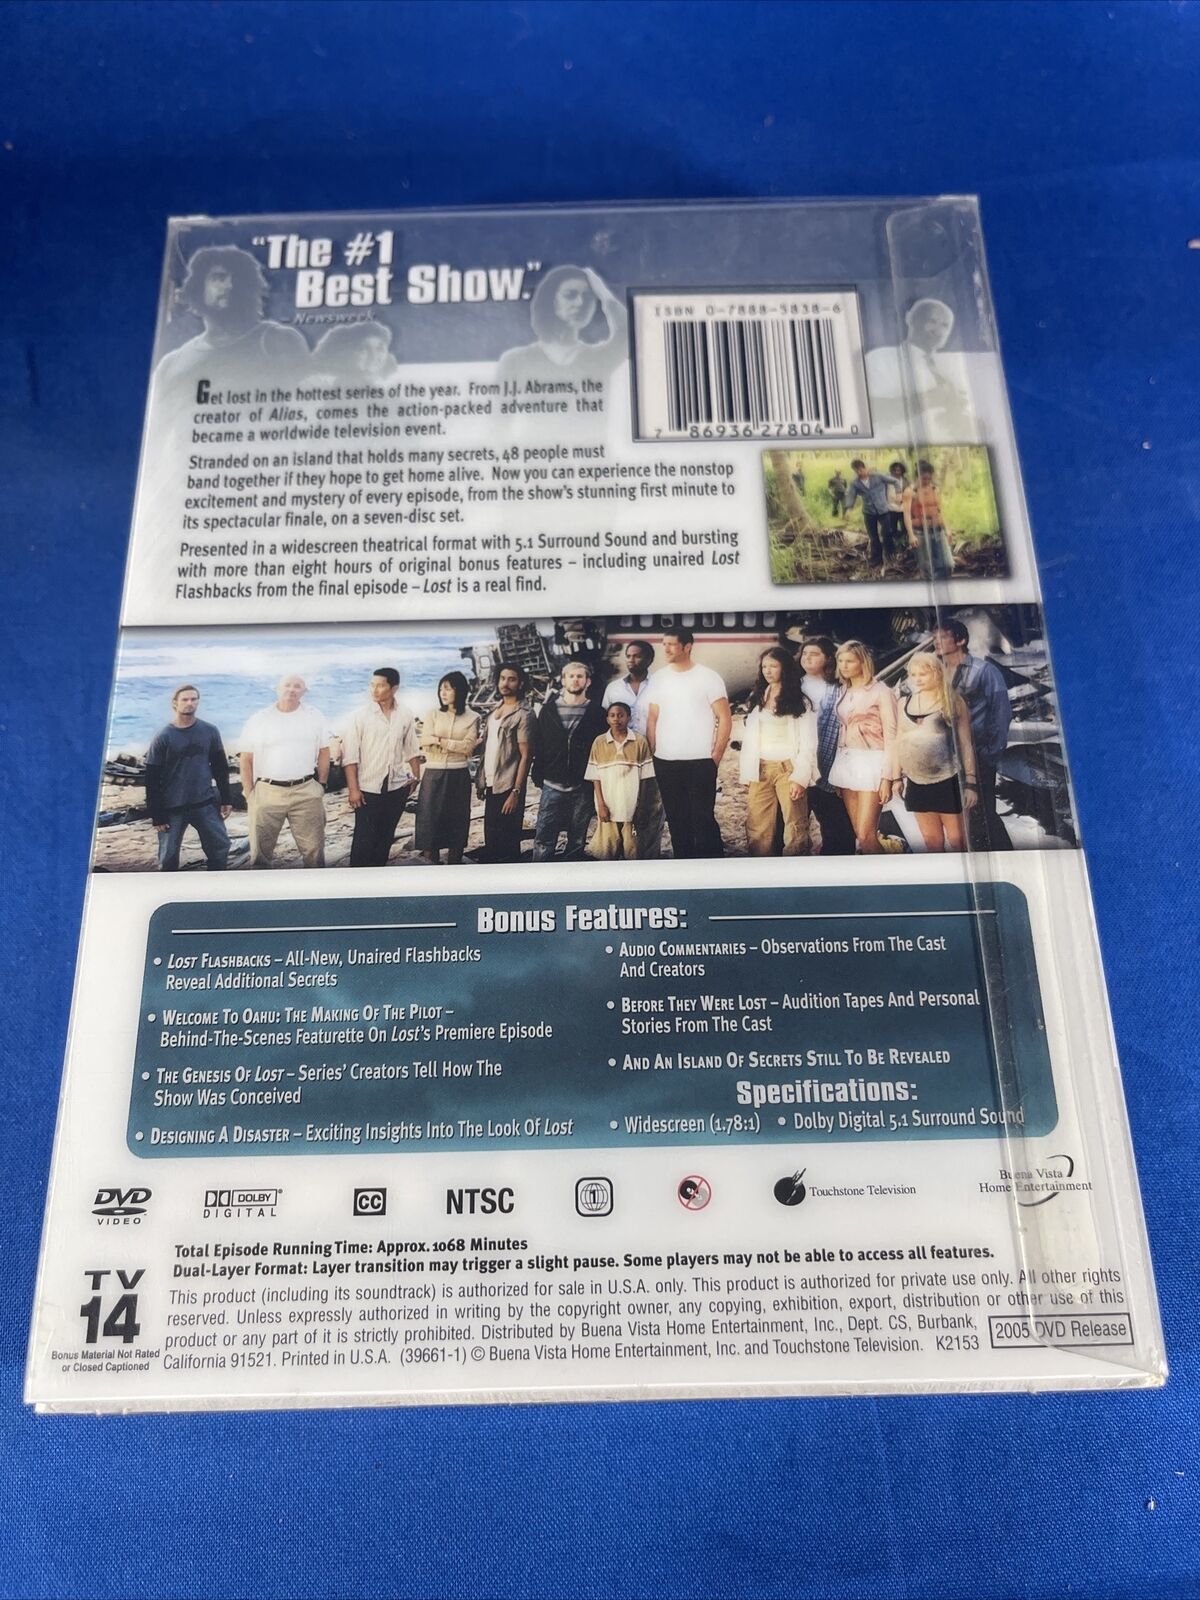 "The #1
Best Show."
– Newsweek
ISBN 0-7888-5838-6
7 86936 27804 0
Get lost in the hottest series of the year. From J.J. Abrams, the
creator of Alias, comes the action-packed adventure that
became a worldwide television event.
Stranded on an island that holds many secrets, 48 people must
band together if they hope to get home alive. Now you can experience the nonstop
excitement and mystery of every episode, from the show's stunning first minute to
its spectacular finale, on a seven-disc set.
Presented in a widescreen theatrical format with 5.1 Surround Sound and bursting
with more than eight hours of original bonus features – including unaired Lost
Flashbacks from the final episode – Lost is a real find.
Bonus Features:
• LOST FLASHBACKS – All-New, Unaired Flashbacks
Reveal Additional Secrets
• WELCOME TO OAHU: THE MAKING OF THE PILOT –
Behind-The-Scenes Featurette On Lost's Premiere Episode
• THE GENESIS OF LOST – Series' Creators Tell How The
Show Was Conceived
• DESIGNING A DISASTER – Exciting Insights Into The Look Of Lost
• AUDIO COMMENTARIES – Observations From The Cast
And Creators
• BEFORE THEY WERE LOST – Audition Tapes And Personal
Stories From The Cast
• AND AN ISLAND OF SECRETS STILL TO BE REVEALED
Specifications:
• Widescreen (1.78:1) • Dolby Digital 5.1 Surround Sound
DVD
VIDEO
DOLBY
DIGITAL
CC
NTSC
1
Touchstone Television
Buena Vista
Home Entertainment
Total Episode Running Time: Approx. 1068 Minutes
Dual-Layer Format: Layer transition may trigger a slight pause. Some players may not be able to access all features.
TV
14
Bonus Material Not Rated
or Closed Captioned
This product (including its soundtrack) is authorized for sale in U.S.A. only. This product is authorized for private use only. All other rights
reserved. Unless expressly authorized in writing by the copyright owner, any copying, exhibition, export, distribution or other use of this
product or any part of it is strictly prohibited. Distributed by Buena Vista Home Entertainment, Inc., Dept. CS, Burbank,
California 91521. Printed in U.S.A. (39661-1) © Buena Vista Home Entertainment, Inc. and Touchstone Television. K2153
2005 DVD Release